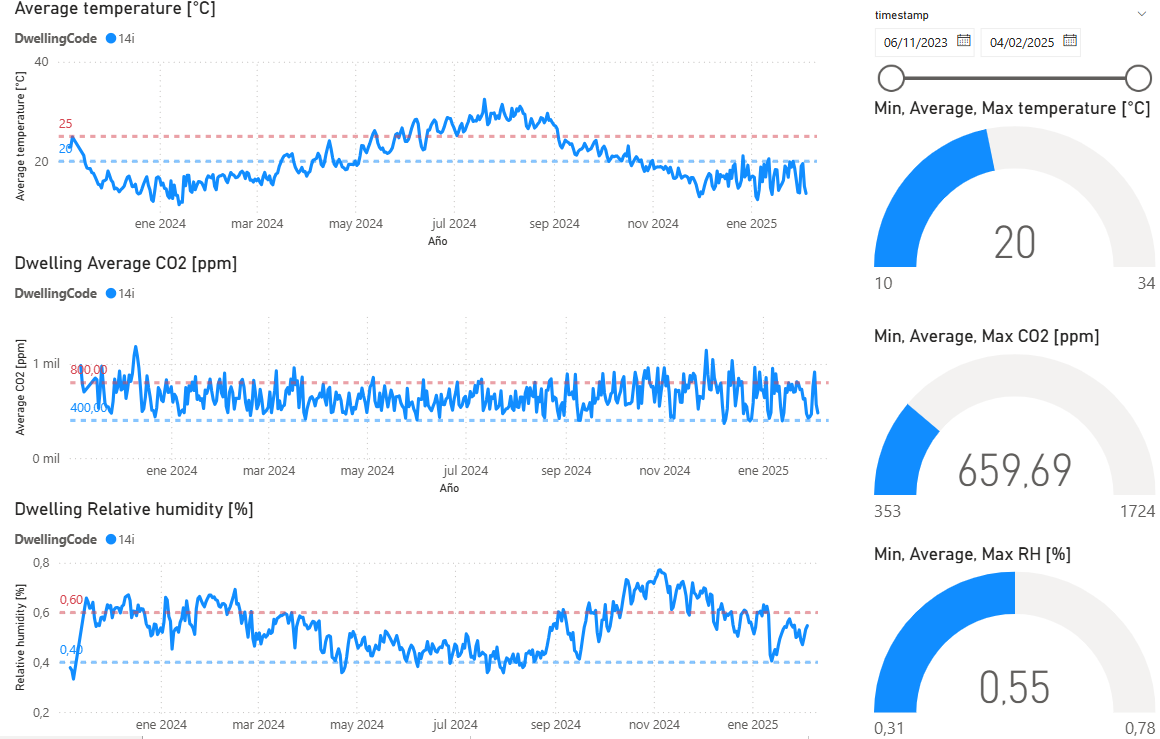 Average temperature [°C]
DwellingCode 14i
Average temperature [°C]
40
25
20
20
ene 2024 mar 2024 may 2024 jul 2024 sep 2024 nov 2024 ene 2025
Año
Dwelling Average CO2 [ppm]
DwellingCode 14i
Average CO2 [ppm]
1 mil
800,00
400,00
0 mil
ene 2024 mar 2024 may 2024 jul 2024 sep 2024 nov 2024 ene 2025
Año
Dwelling Relative humidity [%]
DwellingCode 14i
Relative humidity [%]
0,8
0,60
0,6
0,40
0,4
0,2
ene 2024 mar 2024 may 2024 jul 2024 sep 2024 nov 2024 ene 2025
timestamp
06/11/2023 04/02/2025
Min, Average, Max temperature [°C]
20
10 34
Min, Average, Max CO2 [ppm]
659,69
353 1724
Min, Average, Max RH [%]
0,55
0,31 0,78